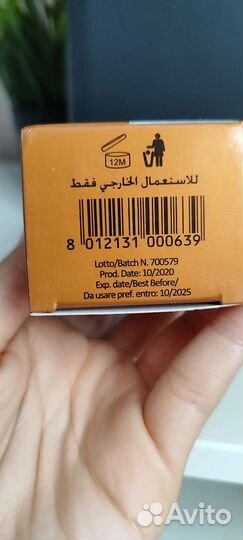 12M
للاستعمال الخارجي فقط
8 012131 000639
Lotto/Batch N. 700579
Prod. Date: 10/2020
Exp. date/Best Before/
Da usare pref. entro: 10/2025
Avito